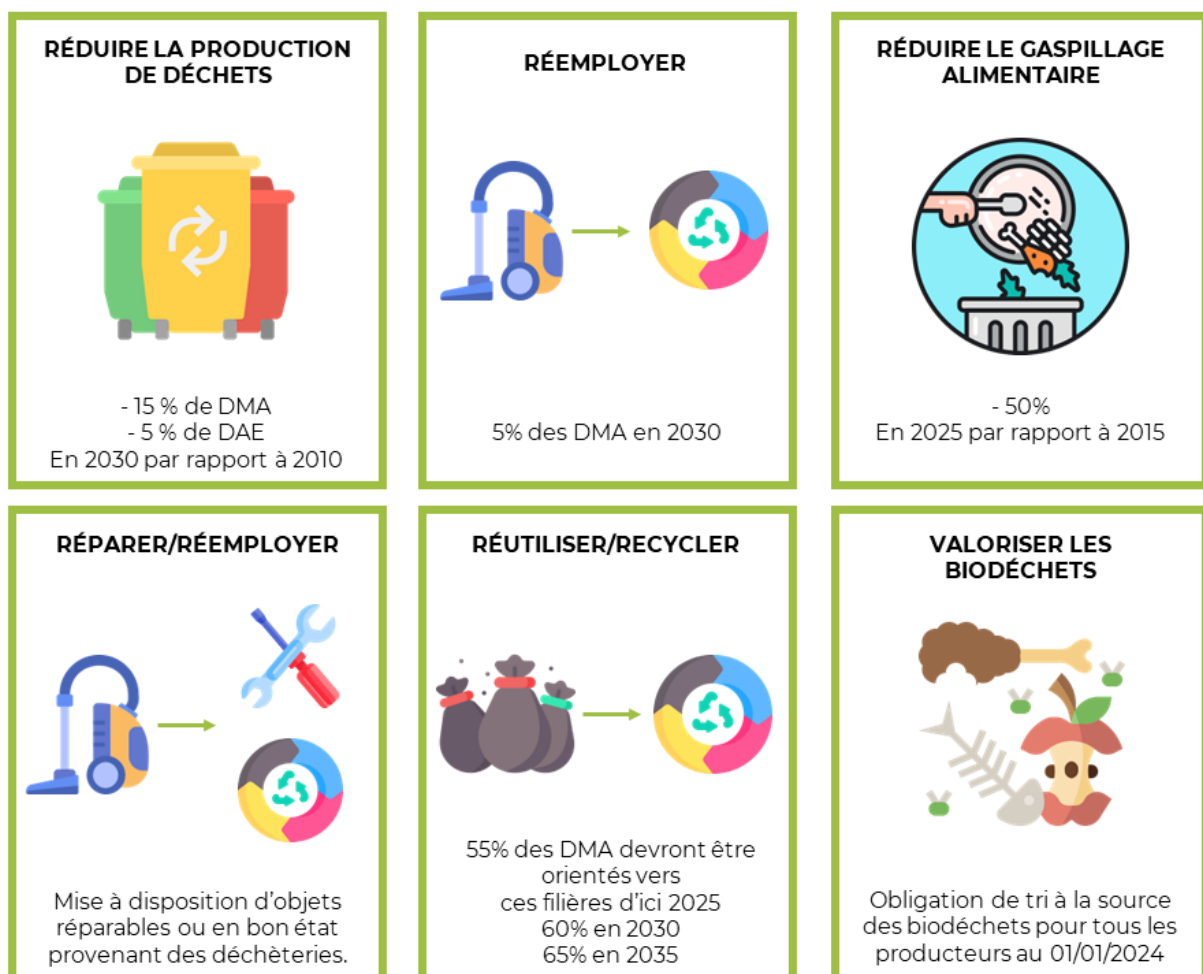 RÉDUIRE LA PRODUCTION
DE DÉCHETS
- 15 % de DMA
- 5 % de DAE
En 2030 par rapport à 2010
RÉEMPLOYER
5% des DMA en 2030
RÉDUIRE LE GASPILLAGE
ALIMENTAIRE
- 50%
En 2025 par rapport à 2015
RÉPARER/RÉEMPLOYER
Mise à disposition d’objets
réparables ou en bon état
provenant des déchèteries.
RÉUTILISER/RECYCLER
55% des DMA devront être
orientés vers
ces filières d’ici 2025
60% en 2030
65% en 2035
VALORISER LES
BIODÉCHETS
Obligation de tri à la source
des biodéchets pour tous les
producteurs au 01/01/2024